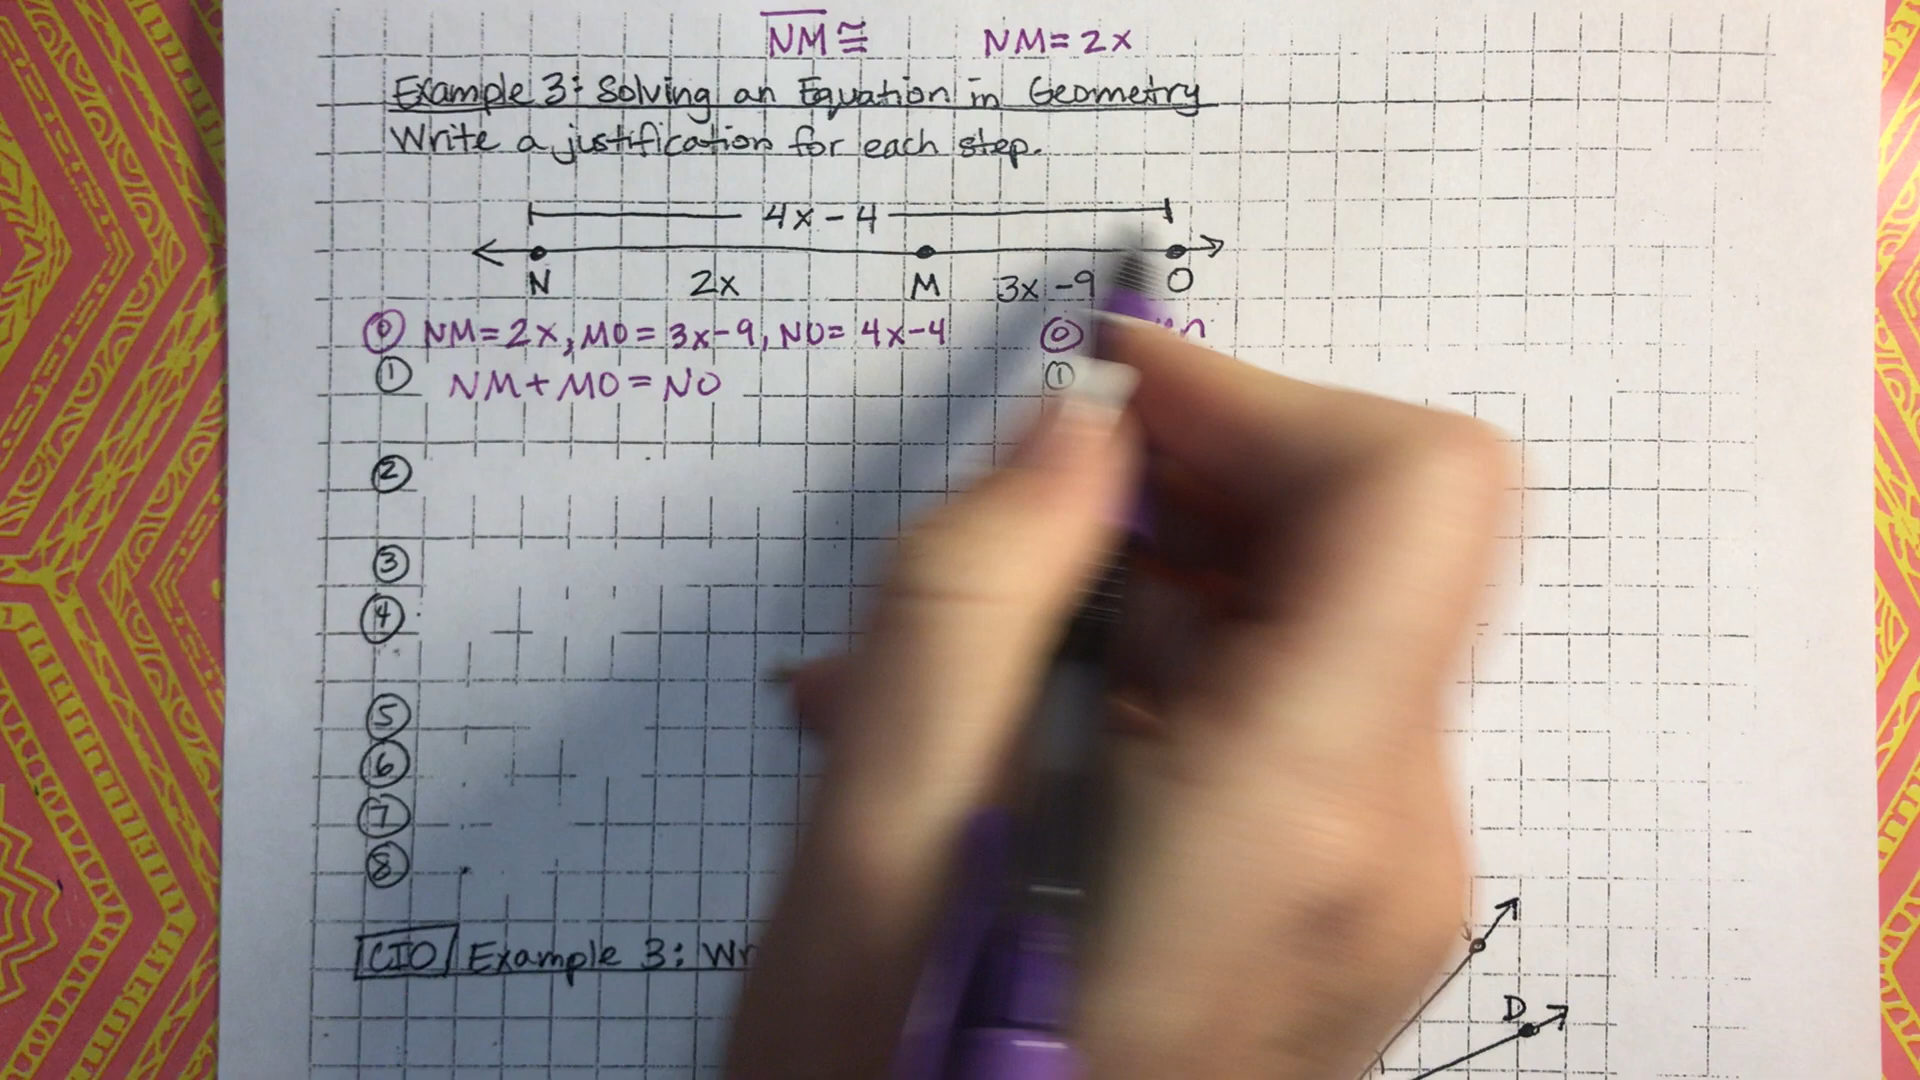 NM ≅ NM = 2x
Example 3: Solving an Equation in Geometry
Write a justification for each step.
4x - 4
N 2x M 3x - 9 O
⓪ NM = 2x, MO = 3x - 9, NO = 4x - 4 ⓪
① NM + MO = NO ①
②
③
④
⑤
⑥
⑦
⑧
CIO Example 3:
D